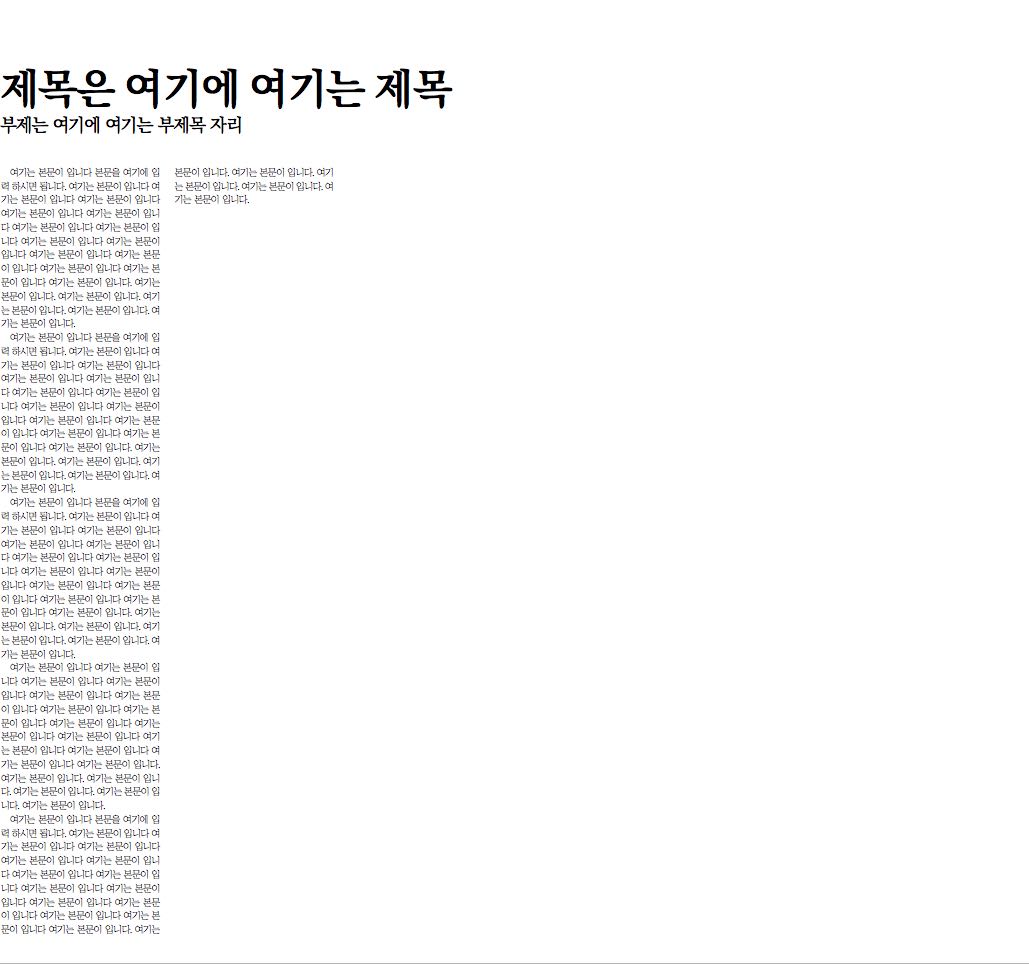 제목은 여기에 여기는 제목
부제는 여기에 여기는 부제목 자리
여기는 본문이 입니다 본문을 여기에 입
력 하시면 됩니다. 여기는 본문이 입니다 여
기는 본문이 입니다 여기는 본문이 입니다
여기는 본문이 입니다 여기는 본문이 입니
다 여기는 본문이 입니다 여기는 본문이 입
니다 여기는 본문이 입니다 여기는 본문이
입니다 여기는 본문이 입니다 여기는 본문
이 입니다 여기는 본문이 입니다 여기는 본
문이 입니다 여기는 본문이 입니다. 여기는
본문이 입니다. 여기는 본문이 입니다. 여기
는 본문이 입니다. 여기는 본문이 입니다. 여
기는 본문이 입니다.
여기는 본문이 입니다 본문을 여기에 입
력 하시면 됩니다. 여기는 본문이 입니다 여
기는 본문이 입니다 여기는 본문이 입니다
여기는 본문이 입니다 여기는 본문이 입니
다 여기는 본문이 입니다 여기는 본문이 입
니다 여기는 본문이 입니다 여기는 본문이
입니다 여기는 본문이 입니다 여기는 본문
이 입니다 여기는 본문이 입니다 여기는 본
문이 입니다 여기는 본문이 입니다. 여기는
본문이 입니다. 여기는 본문이 입니다. 여기
는 본문이 입니다. 여기는 본문이 입니다. 여
기는 본문이 입니다.
여기는 본문이 입니다 본문을 여기에 입
력 하시면 됩니다. 여기는 본문이 입니다 여
기는 본문이 입니다 여기는 본문이 입니다
여기는 본문이 입니다 여기는 본문이 입니
다 여기는 본문이 입니다 여기는 본문이 입
니다 여기는 본문이 입니다 여기는 본문이
입니다 여기는 본문이 입니다 여기는 본문
이 입니다 여기는 본문이 입니다 여기는 본
문이 입니다 여기는 본문이 입니다. 여기는
본문이 입니다. 여기는 본문이 입니다. 여기
는 본문이 입니다. 여기는 본문이 입니다. 여
기는 본문이 입니다.
여기는 본문이 입니다 여기는 본문이 입
니다 여기는 본문이 입니다 여기는 본문이
입니다 여기는 본문이 입니다 여기는 본문
이 입니다 여기는 본문이 입니다 여기는 본
문이 입니다 여기는 본문이 입니다 여기는
본문이 입니다 여기는 본문이 입니다 여기
는 본문이 입니다 여기는 본문이 입니다 여
기는 본문이 입니다 여기는 본문이 입니다.
여기는 본문이 입니다. 여기는 본문이 입니
다. 여기는 본문이 입니다. 여기는 본문이 입
니다. 여기는 본문이 입니다.
여기는 본문이 입니다 본문을 여기에 입
력 하시면 됩니다. 여기는 본문이 입니다 여
기는 본문이 입니다 여기는 본문이 입니다
여기는 본문이 입니다 여기는 본문이 입니
다 여기는 본문이 입니다 여기는 본문이 입
니다 여기는 본문이 입니다 여기는 본문이
입니다 여기는 본문이 입니다 여기는 본문
이 입니다 여기는 본문이 입니다 여기는 본
문이 입니다 여기는 본문이 입니다. 여기는
본문이 입니다. 여기는 본문이 입니다. 여기
는 본문이 입니다. 여기는 본문이 입니다. 여
기는 본문이 입니다.